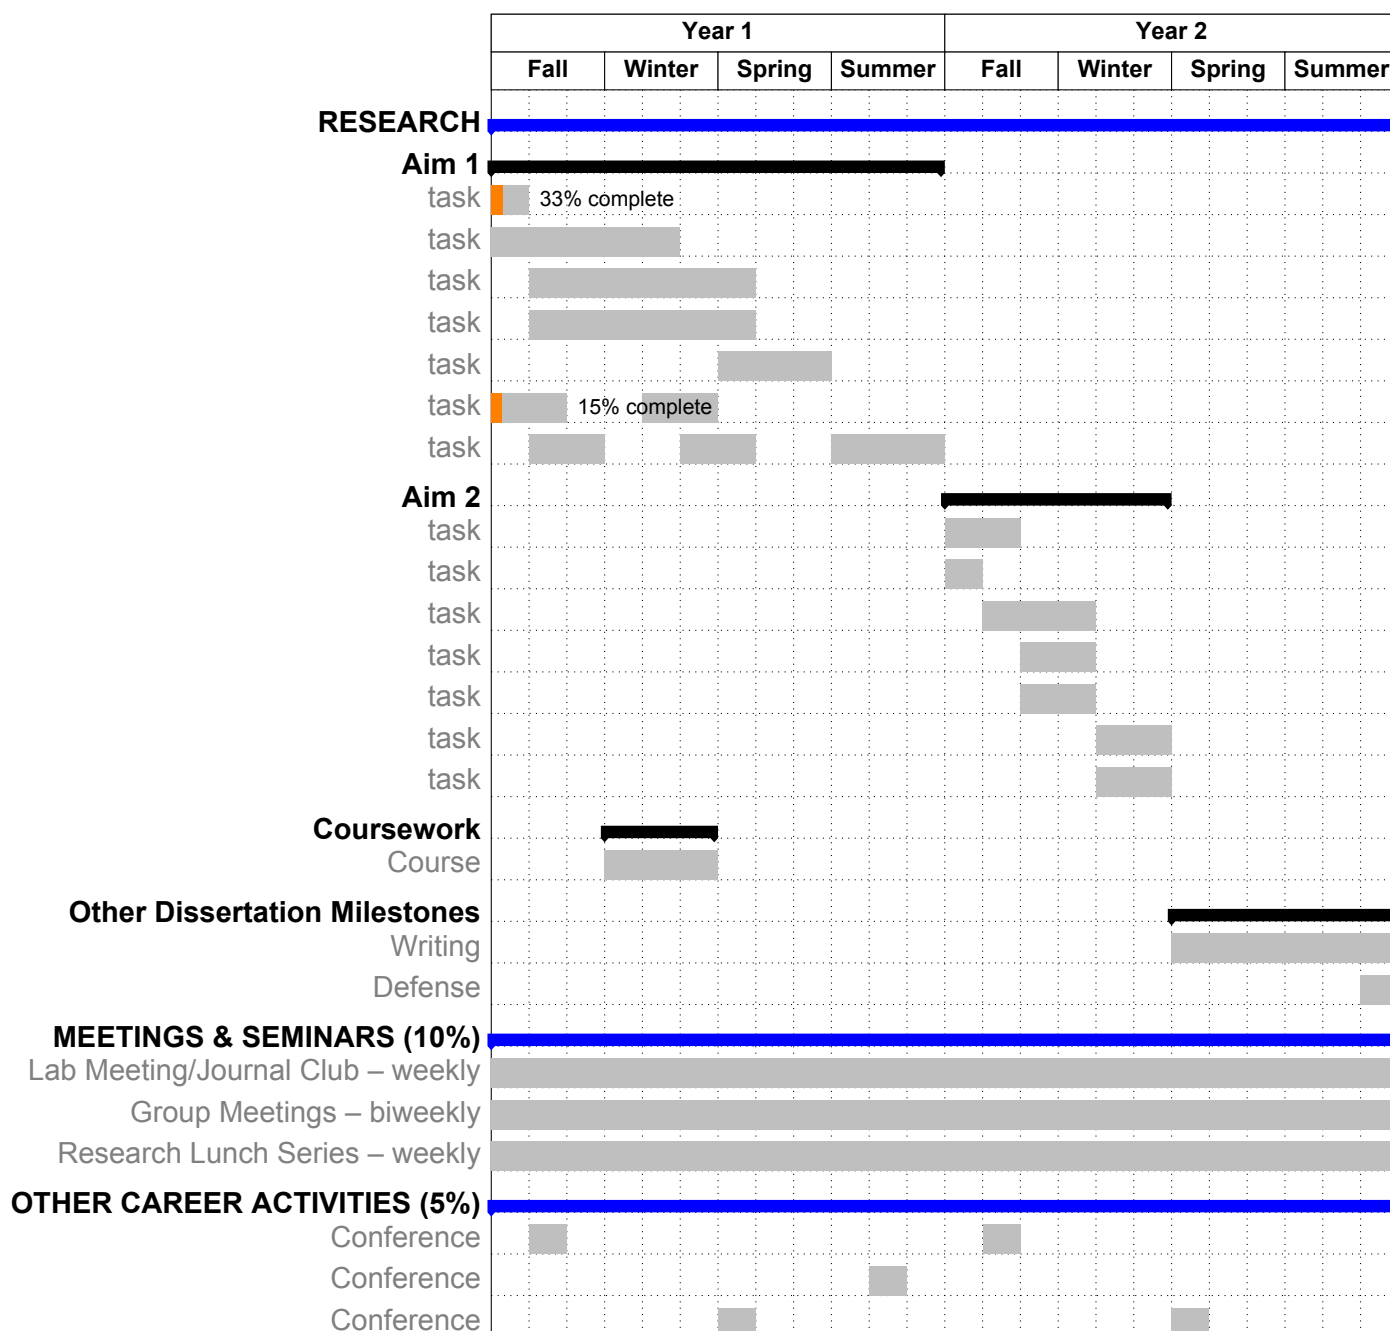 Year 1 Year 2
Fall Winter Spring Summer Fall Winter Spring Summer
RESEARCH
Aim 1
task 33% complete
task
task
task
task
task 15% complete
task
Aim 2
task
task
task
task
task
task
task
Coursework
Course
Other Dissertation Milestones
Writing
Defense
MEETINGS & SEMINARS (10%)
Lab Meeting/Journal Club – weekly
Group Meetings – biweekly
Research Lunch Series – weekly
OTHER CAREER ACTIVITIES (5%)
Conference
Conference
Conference